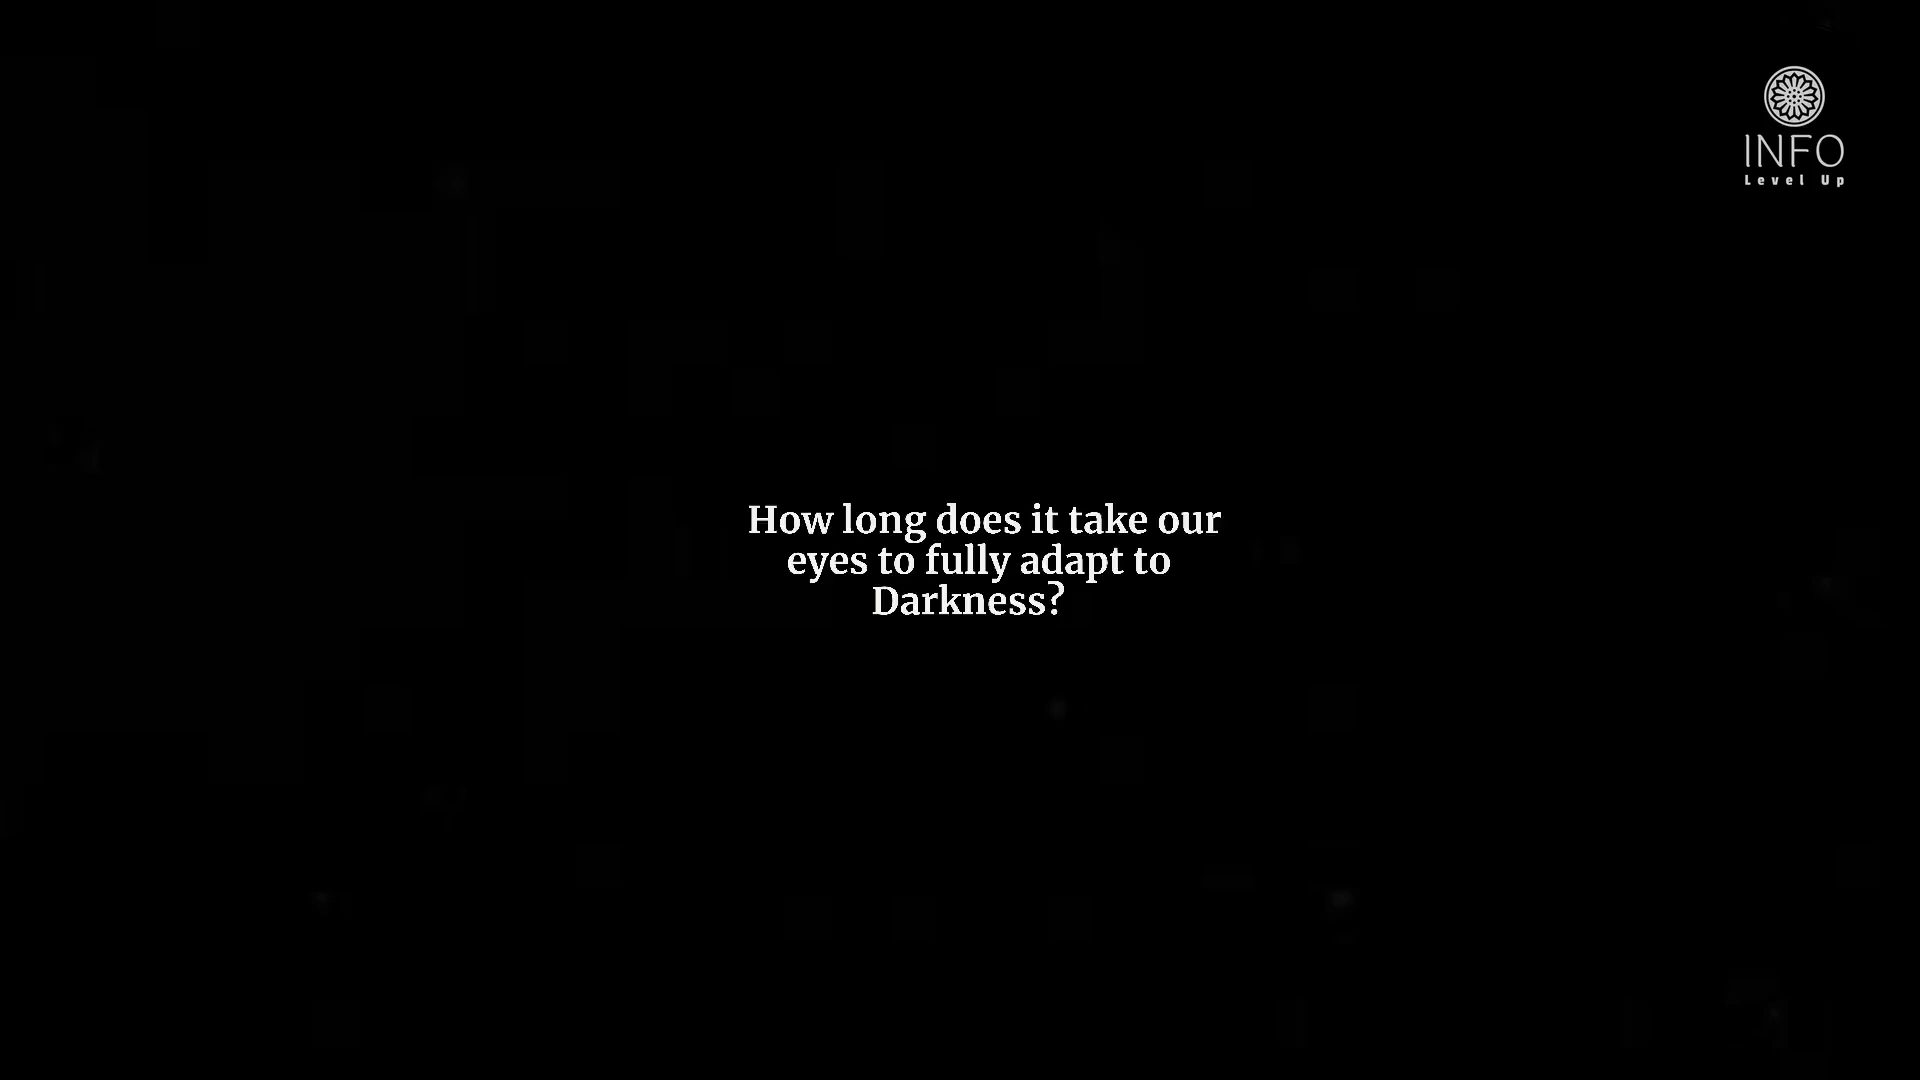 INFO
Level Up
How long does it take our
eyes to fully adapt to
Darkness?